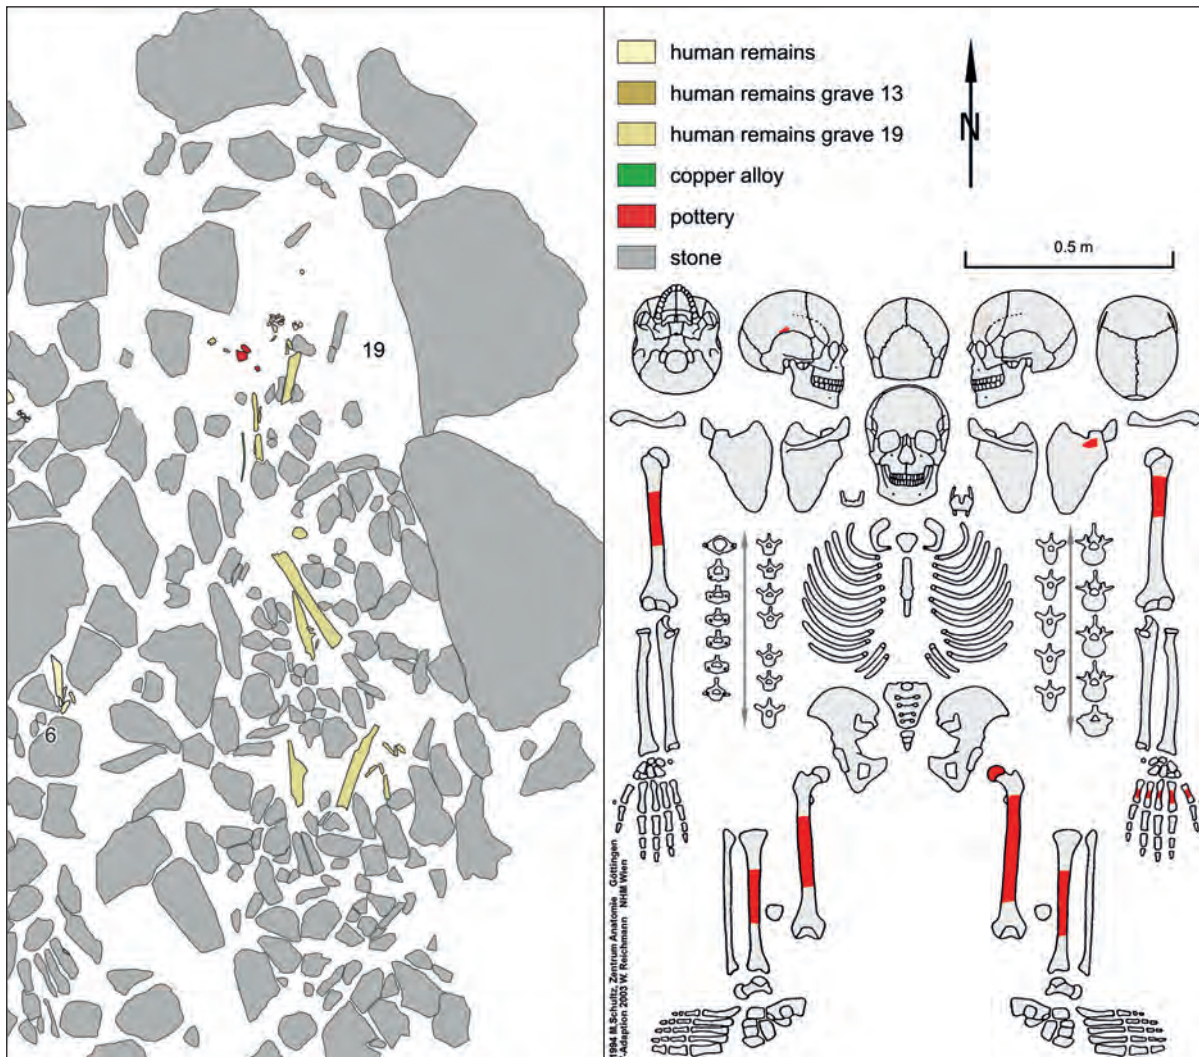 19
6
human remains
human remains grave 13
human remains grave 19
copper alloy
pottery
stone
N
0.5 m
1994 M.Schultz, Zentrum Anatomie Göttingen
-Adaption 2003 W. Reichmann NHM Wien